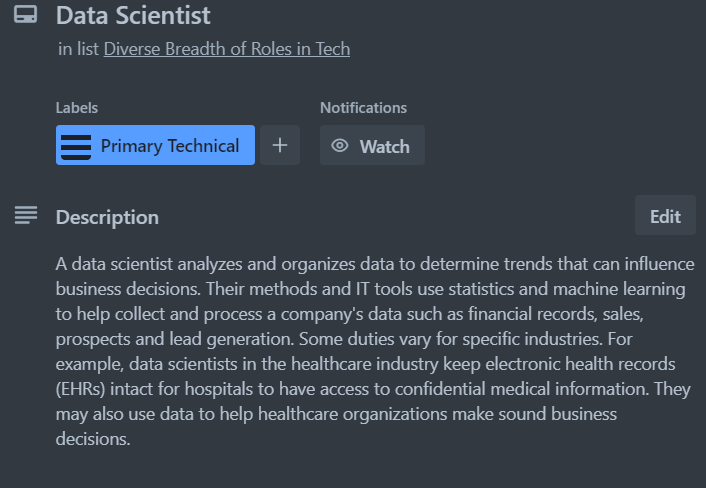 Data Scientist
in list Diverse Breadth of Roles in Tech
Labels
Notifications
Primary Technical
Watch
Description
Edit
A data scientist analyzes and organizes data to determine trends that can influence
business decisions. Their methods and IT tools use statistics and machine learning
to help collect and process a company's data such as financial records, sales,
prospects and lead generation. Some duties vary for specific industries. For
example, data scientists in the healthcare industry keep electronic health records
(EHRs) intact for hospitals to have access to confidential medical information. They
may also use data to help healthcare organizations make sound business
decisions.